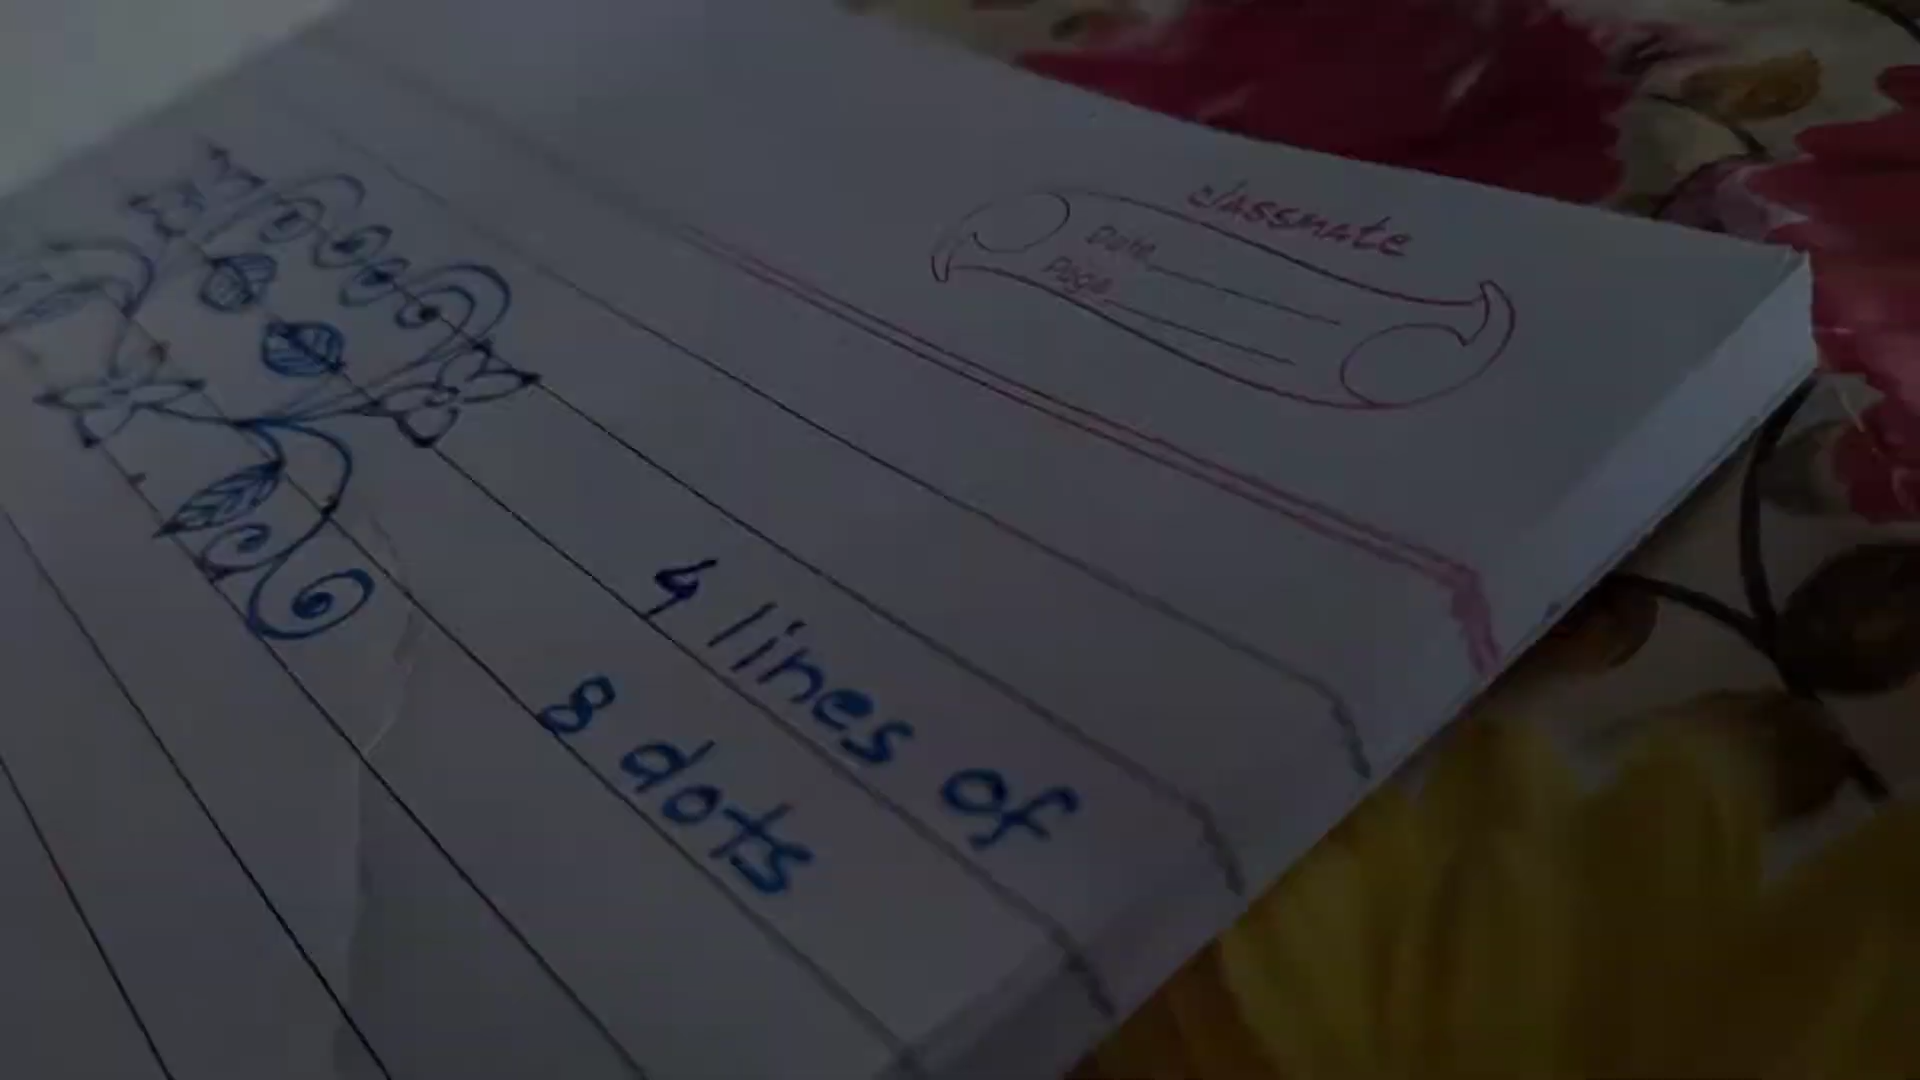 classmate
Date
Page
4 lines of
8 dots